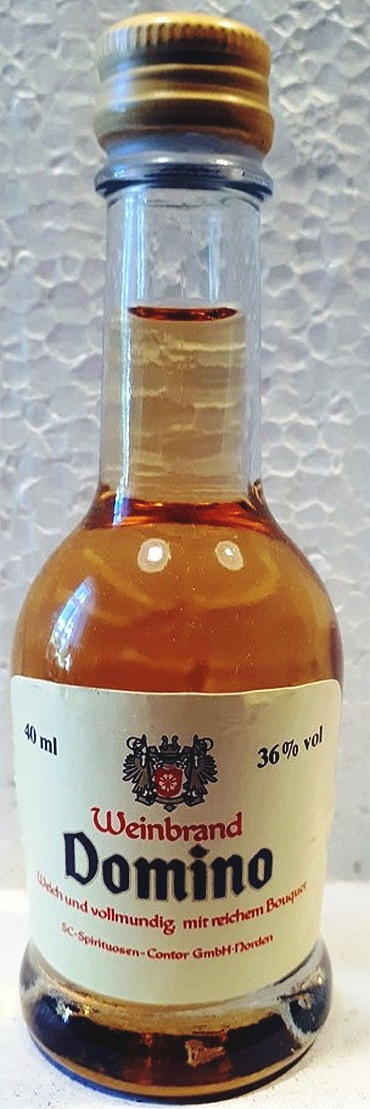 40 ml
36% vol
Weinbrand
Domino
Weich und vollmundig, mit reichem Bouquet
SC-Spirituosen-Contor GmbH·Norden